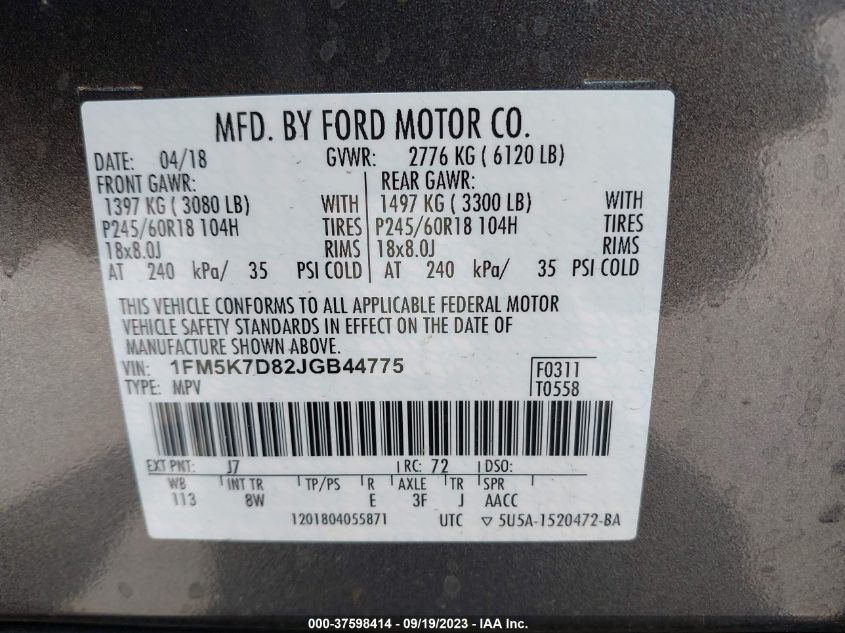 MFD. BY FORD MOTOR CO.
DATE: 04/18 GVWR: 2776 KG ( 6120 LB)
FRONT GAWR: REAR GAWR:
1397 KG ( 3080 LB) WITH 1497 KG ( 3300 LB) WITH
P245/60R18 104H TIRES P245/60R18 104H TIRES
18x8.0J RIMS 18x8.0J RIMS
AT 240 kPa/ 35 PSI COLD AT 240 kPa/ 35 PSI COLD
THIS VEHICLE CONFORMS TO ALL APPLICABLE FEDERAL MOTOR
VEHICLE SAFETY STANDARDS IN EFFECT ON THE DATE OF
MANUFACTURE SHOWN ABOVE.
VIN: 1FM5K7D82JGB44775 F0311
TYPE: MPV T0558
EXT PNT: J7 RC: 72 DSO:
WB INT TR TP/PS R AXLE TR SPR
113 8W E 3F J AACC
1201804055871 UTC ▽ 5U5A-1520472-BA
000-37598414 - 09/19/2023 - IAA Inc.